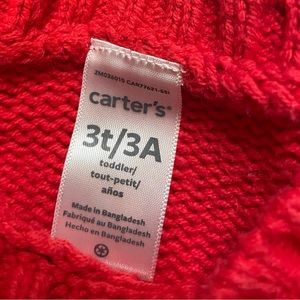 carter's
3t/3A
toddler/
tout-petit/
años
Made in Bangladesh
Fabriqué au Bangladesh
Hecho en Bangladesh